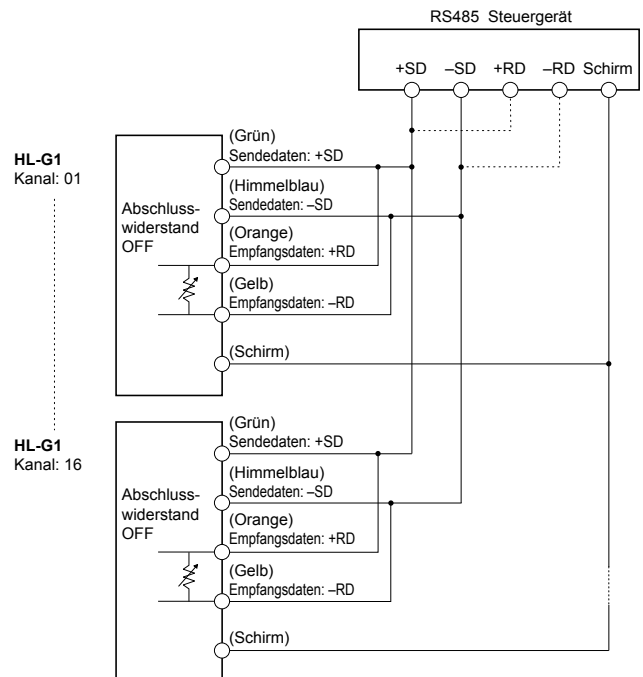 RS485 Steuergerät
+SD –SD +RD –RD Schirm
HL-G1
Kanal: 01
Abschluss-
widerstand
OFF
(Grün)
Sendedaten: +SD
(Himmelblau)
Sendedaten: –SD
(Orange)
Empfangsdaten: +RD
(Gelb)
Empfangsdaten: –RD
(Schirm)
HL-G1
Kanal: 16
Abschluss-
widerstand
OFF
(Grün)
Sendedaten: +SD
(Himmelblau)
Sendedaten: –SD
(Orange)
Empfangsdaten: +RD
(Gelb)
Empfangsdaten: –RD
(Schirm)